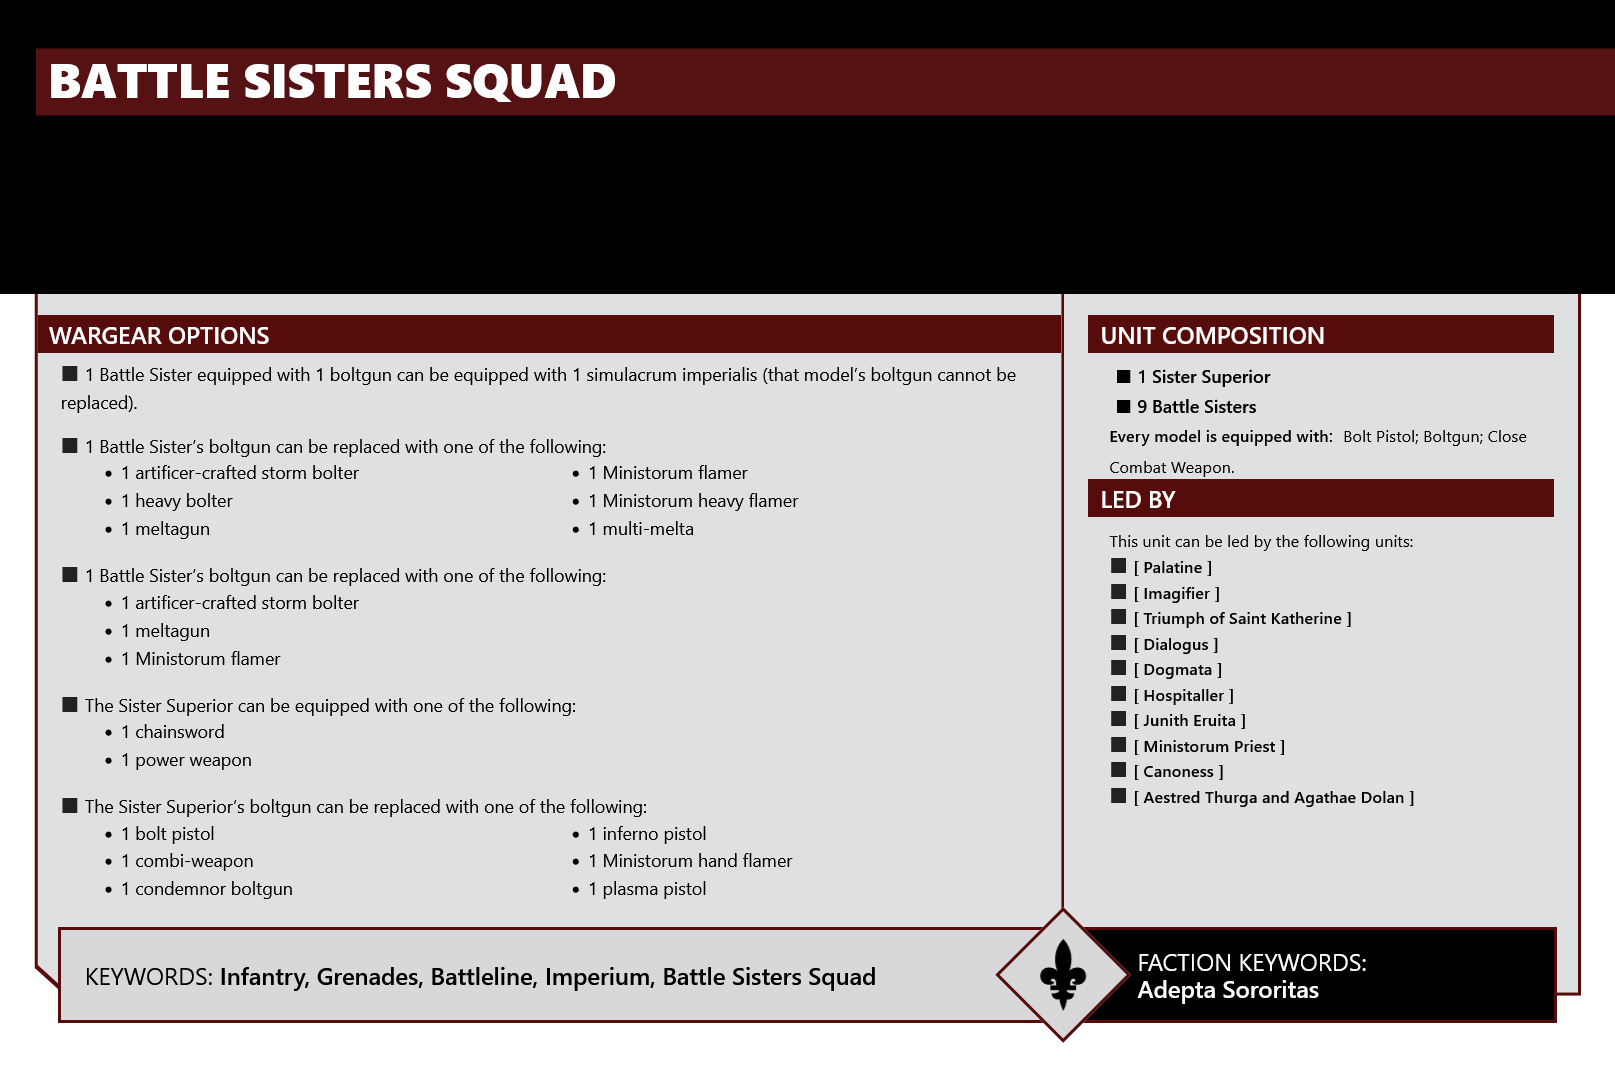 BATTLE SISTERS SQUAD
WARGEAR OPTIONS
1 Battle Sister equipped with 1 boltgun can be equipped with 1 simulacrum imperialis (that model’s boltgun cannot be
replaced).
1 Battle Sister’s boltgun can be replaced with one of the following:
• 1 artificer-crafted storm bolter
• 1 heavy bolter
• 1 meltagun
• 1 Ministorum flamer
• 1 Ministorum heavy flamer
• 1 multi-melta
1 Battle Sister’s boltgun can be replaced with one of the following:
• 1 artificer-crafted storm bolter
• 1 meltagun
• 1 Ministorum flamer
The Sister Superior can be equipped with one of the following:
• 1 chainsword
• 1 power weapon
The Sister Superior’s boltgun can be replaced with one of the following:
• 1 bolt pistol
• 1 combi-weapon
• 1 condemnor boltgun
• 1 inferno pistol
• 1 Ministorum hand flamer
• 1 plasma pistol
UNIT COMPOSITION
1 Sister Superior
9 Battle Sisters
Every model is equipped with: Bolt Pistol; Boltgun; Close
Combat Weapon.
LED BY
This unit can be led by the following units:
[ Palatine ]
[ Imagifier ]
[ Triumph of Saint Katherine ]
[ Dialogus ]
[ Dogmata ]
[ Hospitaller ]
[ Junith Eruita ]
[ Ministorum Priest ]
[ Canoness ]
[ Aestred Thurga and Agathae Dolan ]
KEYWORDS: Infantry, Grenades, Battleline, Imperium, Battle Sisters Squad
FACTION KEYWORDS:
Adepta Sororitas